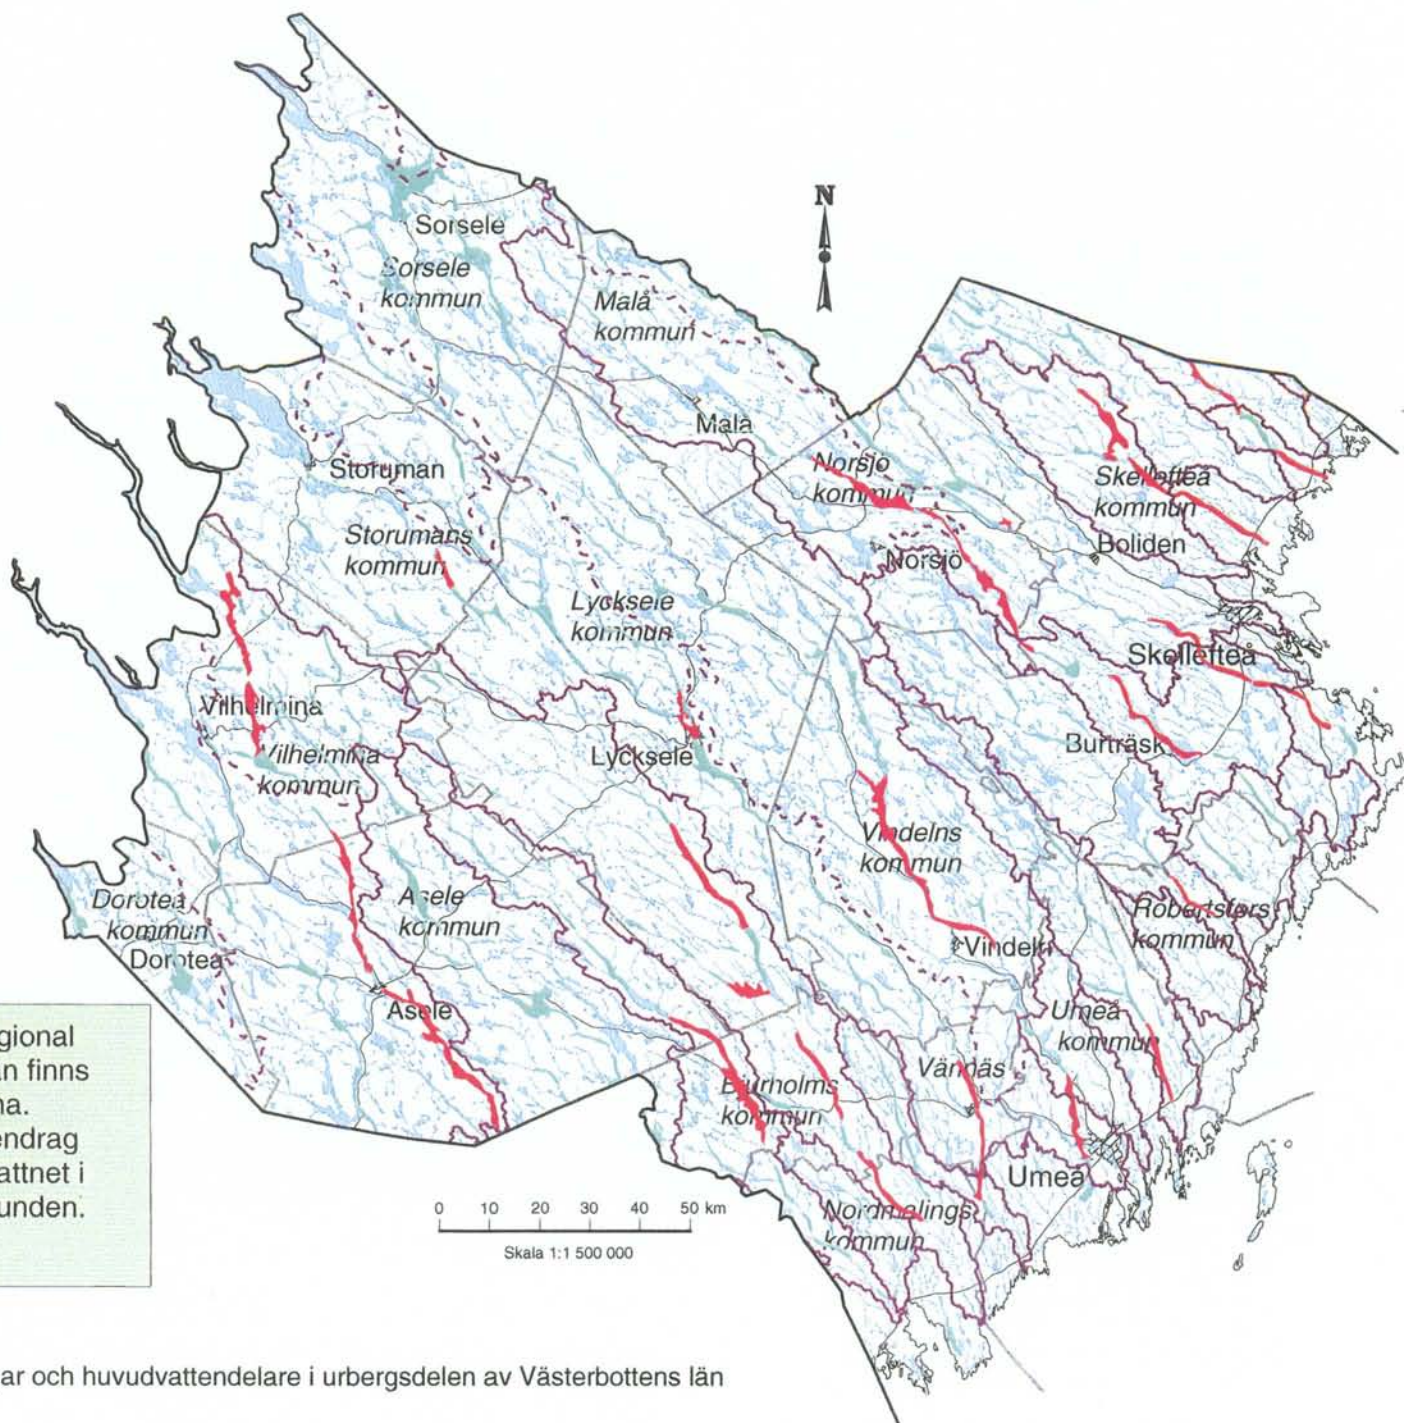 N
Sorsele
Sorsele
kommun
Malå
kommun
Malå
Storuman
Storumans
kommun
Norsjö
kommun
Norsjö
Skellefteå
kommun
Boliden
Skellefteå
Lycksele
kommun
Lycksele
Vilhelmina
Vilhelmina
kommun
Burträsk
Vindelns
kommun
Vindeln
Dorotea
kommun
Dorotea
Åsele
kommun
Åsele
Robertsfors
kommun
Umeå
kommun
Vännäs
Bjurholms
kommun
Umeå
Nordmalings
kommun
gional
an finns
na.
endrag
attnet i
unden.
0 10 20 30 40 50 km
Skala 1:1 500 000
ar och huvudvattendelare i urbergsdelen av Västerbottens län